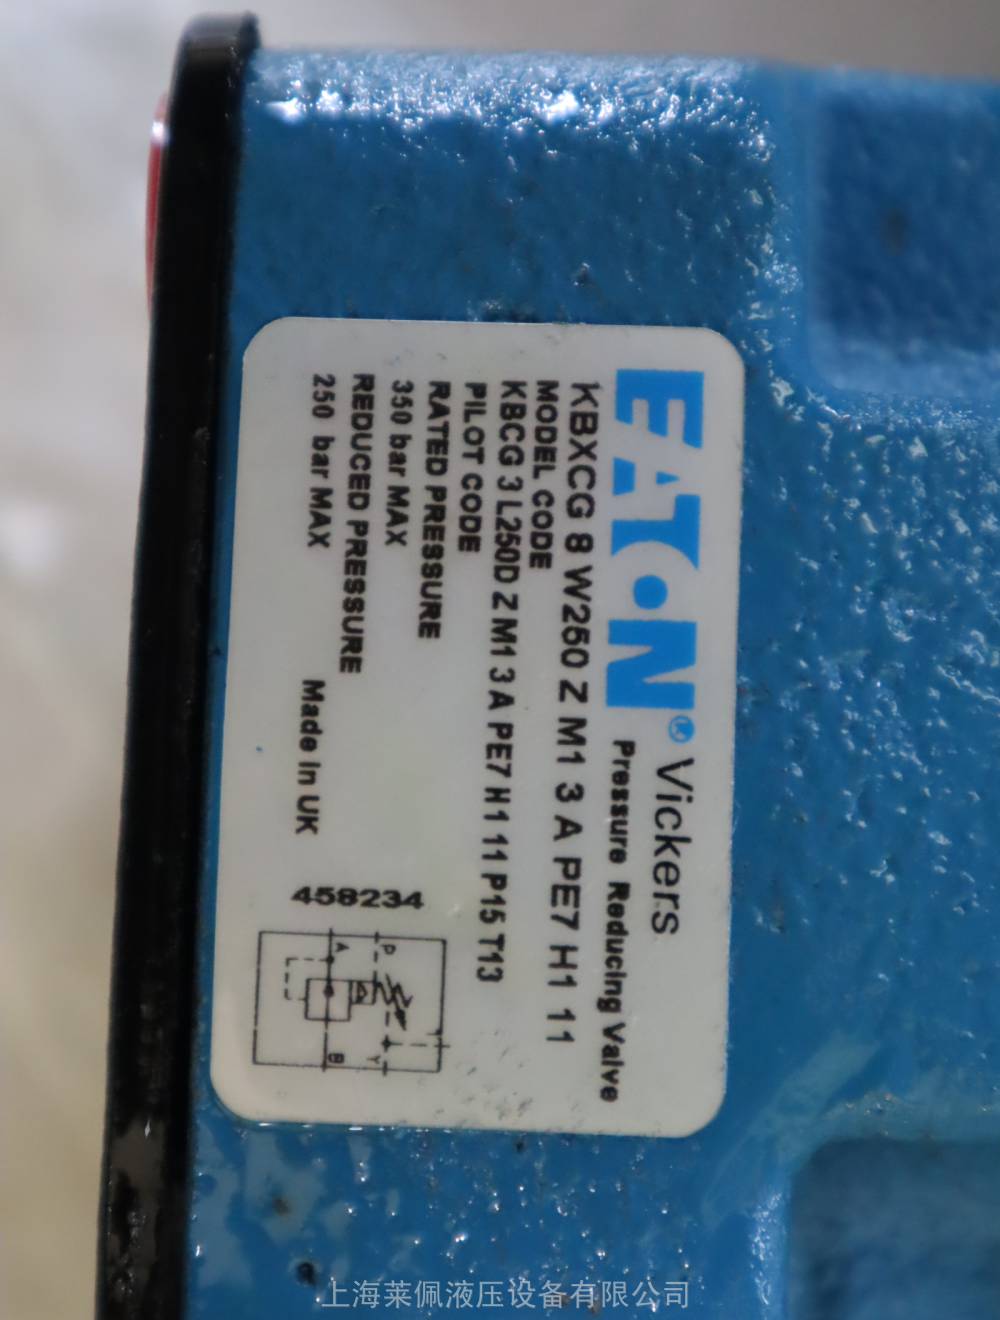 EATON® Vickers
Pressure Reducing Valve
KBXCG 8 W250 Z M1 3 A PE7 H1 11
MODEL CODE
KBCG 3 L250D Z M1 3 A PE7 H1 11 P15 T13
PILOT CODE
RATED PRESSURE
350 bar MAX
REDUCED PRESSURE
250 bar MAX
Made in UK
458234
P
Y
A
B
上海莱佩液压设备有限公司